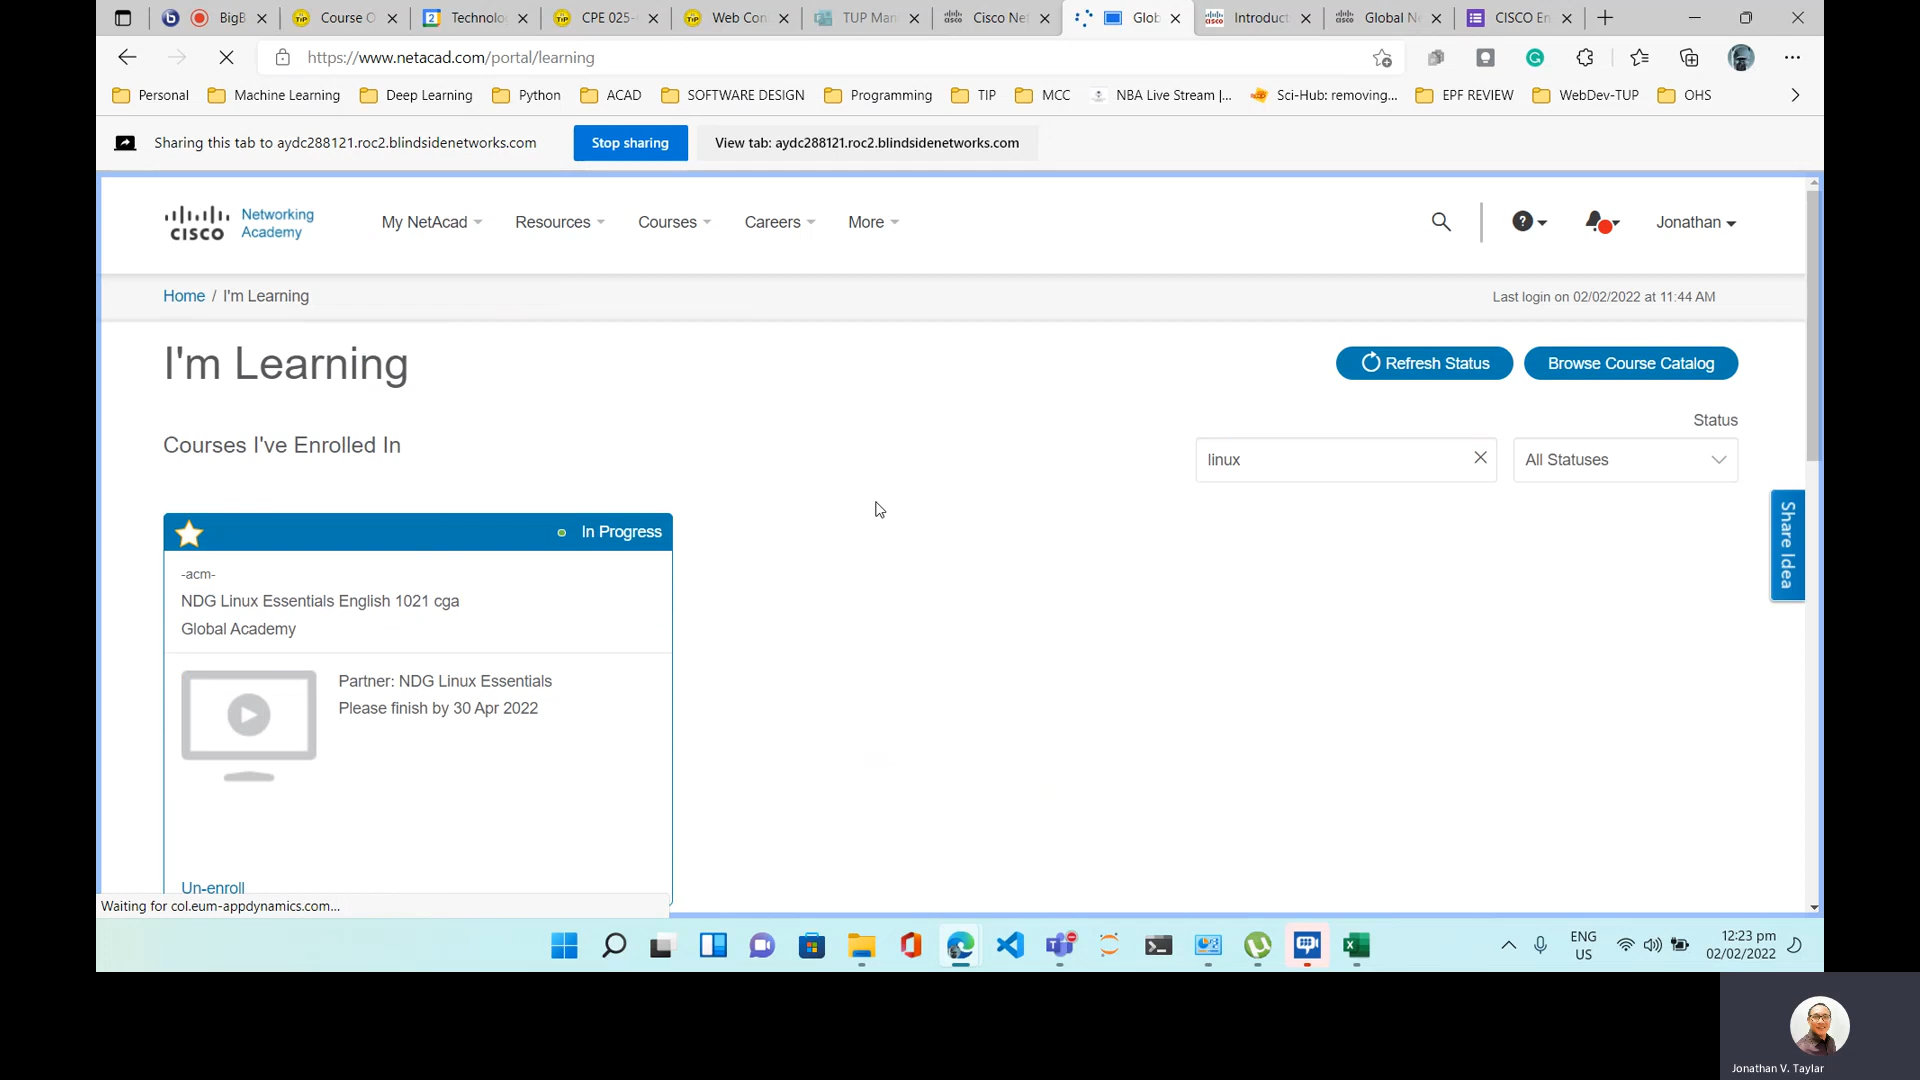 BigB
Course O
Technolo
CPE 025-
Web Con
TUP Man
Cisco Net
Glob
Introduct
Global Ne
CISCO En
https://www.netacad.com/portal/learning
Personal
Machine Learning
Deep Learning
Python
ACAD
SOFTWARE DESIGN
Programming
TIP
MCC
NBA Live Stream |...
Sci-Hub: removing...
EPF REVIEW
WebDev-TUP
OHS
Sharing this tab to aydc288121.roc2.blindsidenetworks.com
Stop sharing
View tab: aydc288121.roc2.blindsidenetworks.com
cisco
Networking
Academy
My NetAcad
Resources
Courses
Careers
More
Jonathan
Home / I'm Learning
Last login on 02/02/2022 at 11:44 AM
I'm Learning
Refresh Status
Browse Course Catalog
Status
Courses I've Enrolled In
linux
All Statuses
Share Idea
In Progress
-acm-
NDG Linux Essentials English 1021 cga
Global Academy
Partner: NDG Linux Essentials
Please finish by 30 Apr 2022
Un-enroll
Waiting for col.eum-appdynamics.com...
ENG
US
12:23 pm
02/02/2022
Jonathan V. Taylar